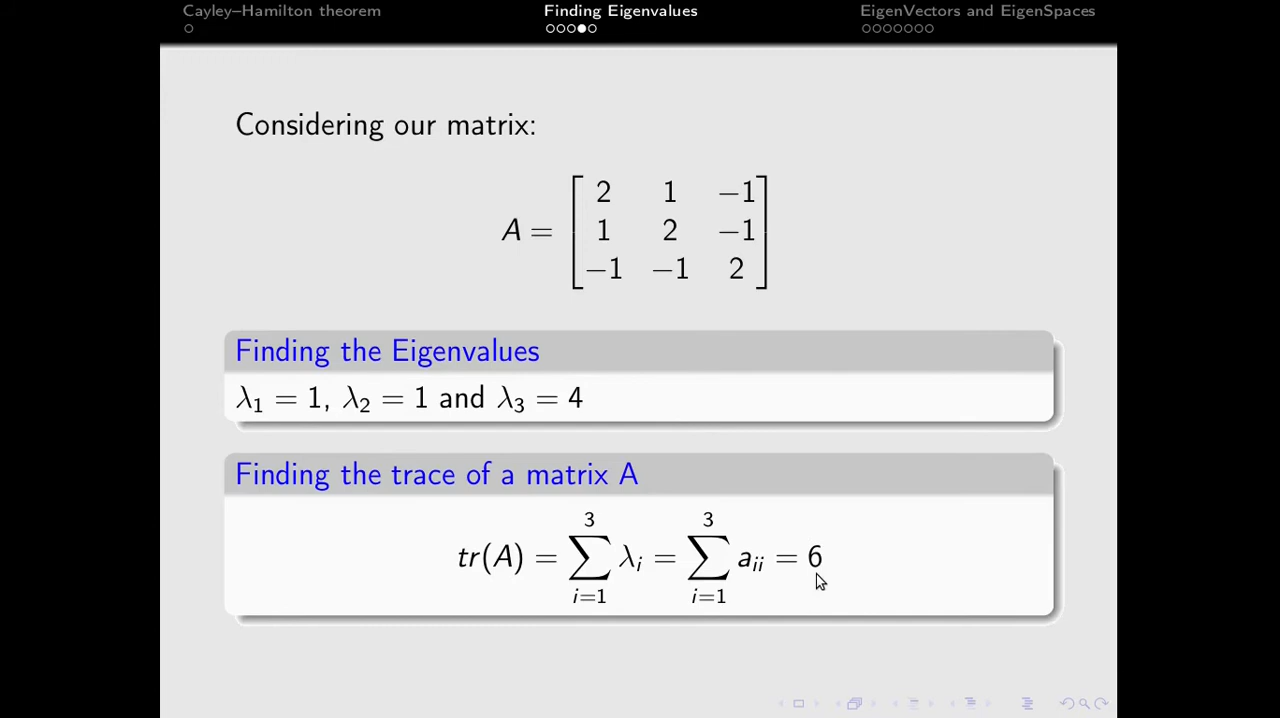 Cayley–Hamilton theorem
Finding Eigenvalues
EigenVectors and EigenSpaces
Considering our matrix:
A = [2 1 −1
1 2 −1
−1 −1 2]
Finding the Eigenvalues
λ₁ = 1, λ₂ = 1 and λ₃ = 4
Finding the trace of a matrix A
tr(A) = ∑_{i=1}^{3} λᵢ = ∑_{i=1}^{3} aᵢᵢ = 6